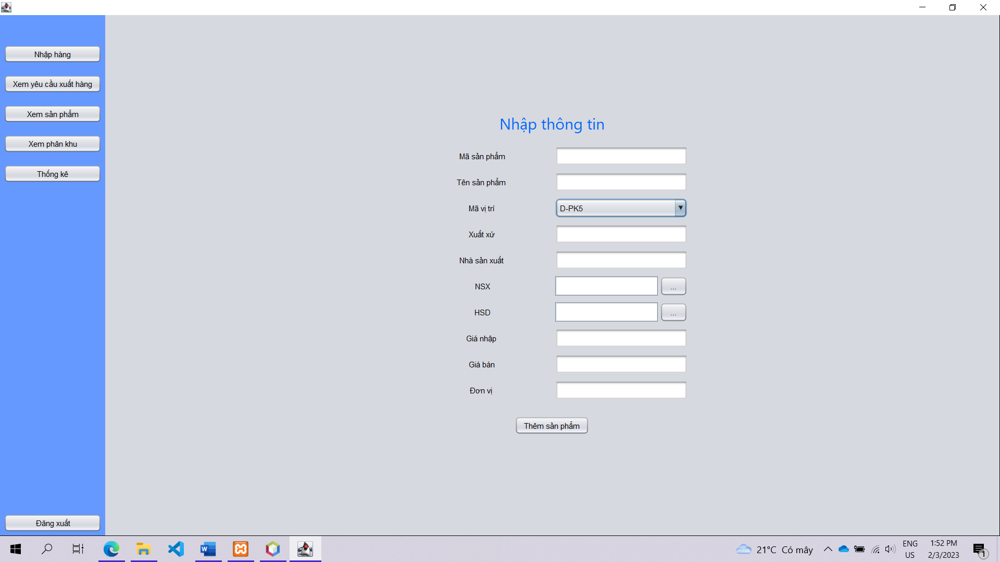 Nhập hàng
Xem yêu cầu xuất hàng
Xem sản phẩm
Xem phân khu
Thống kê
Đăng xuất
Nhập thông tin
Mã sản phẩm
Tên sản phẩm
Mã vị trí D-PK5
Xuất xứ
Nhà sản xuất
NSX ...
HSD ...
Giá nhập
Giá bán
Đơn vị
Thêm sản phẩm
21°C Có mây
ENG
US
1:52 PM
2/3/2023
1